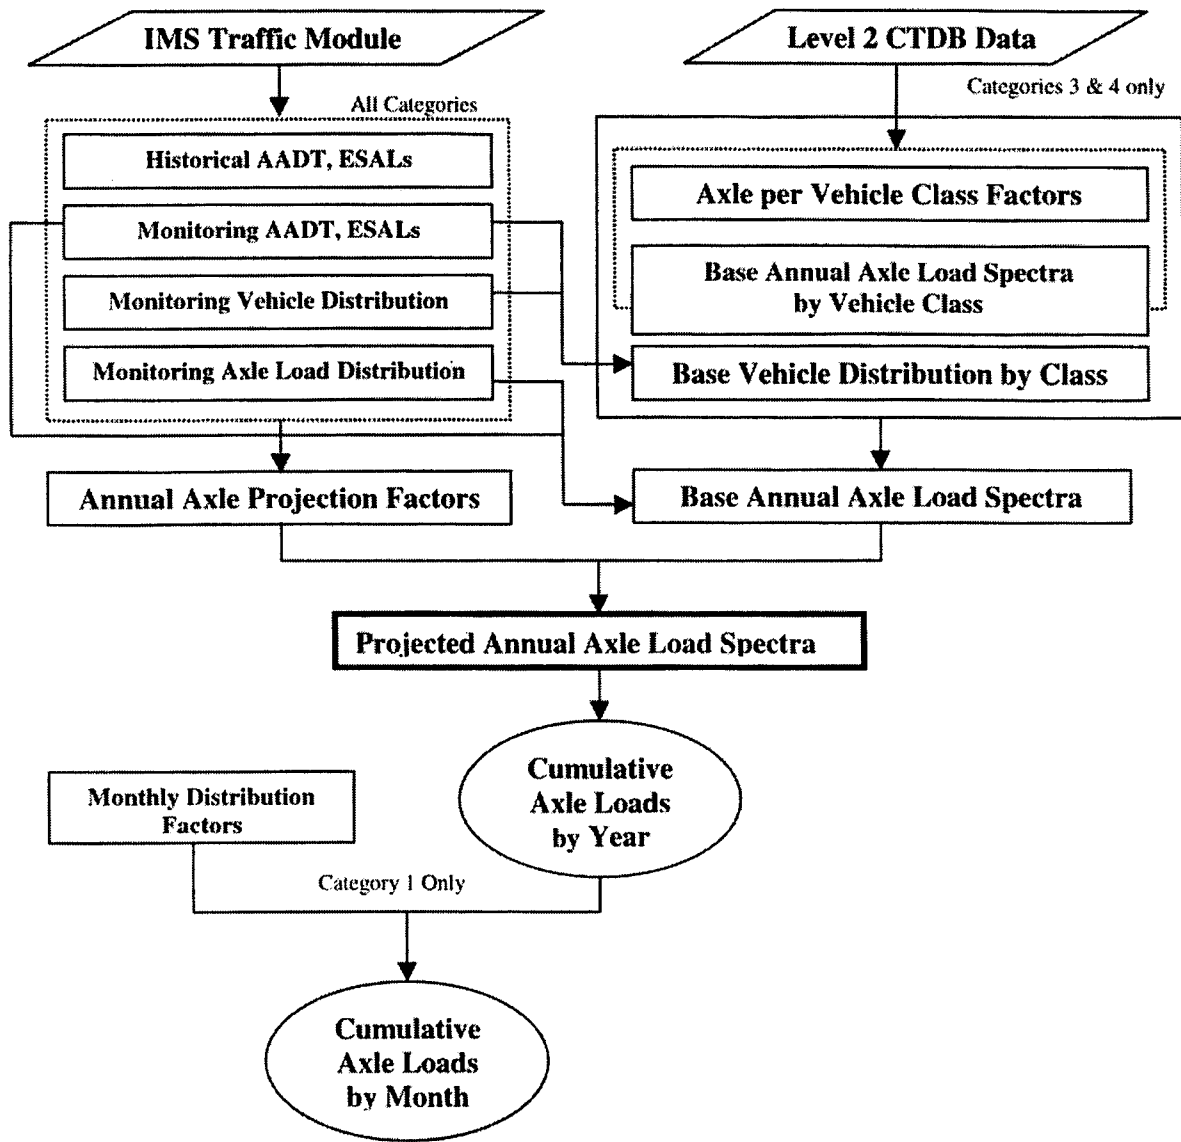 IMS Traffic Module
Level 2 CTDB Data
All Categories
Categories 3 & 4 only
Historical AADT, ESALs
Monitoring AADT, ESALs
Monitoring Vehicle Distribution
Monitoring Axle Load Distribution
Axle per Vehicle Class Factors
Base Annual Axle Load Spectra
by Vehicle Class
Base Vehicle Distribution by Class
Annual Axle Projection Factors
Base Annual Axle Load Spectra
Projected Annual Axle Load Spectra
Cumulative
Axle Loads
by Year
Monthly Distribution
Factors
Category 1 Only
Cumulative
Axle Loads
by Month